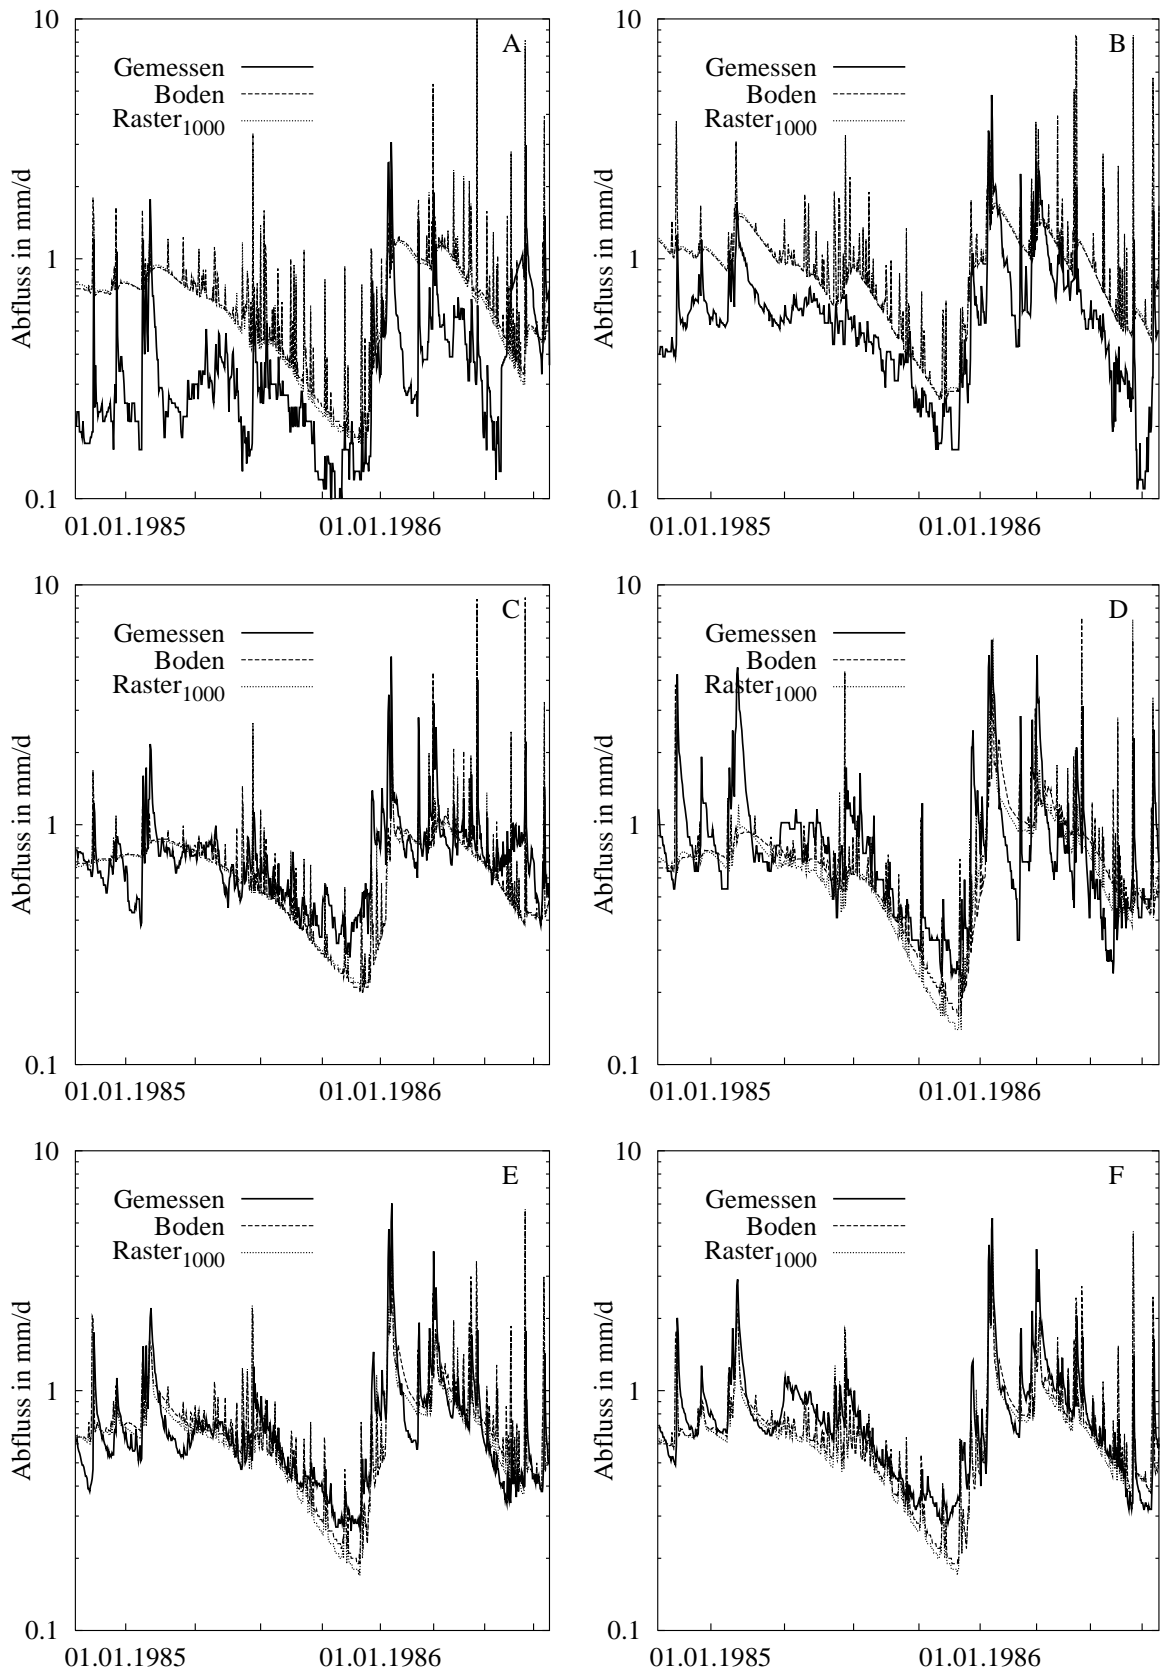 10
A
Gemessen
Boden
Raster1000
1
0.1
Abfluss in mm/d
01.01.1985
01.01.1986
10
B
Gemessen
Boden
Raster1000
1
0.1
Abfluss in mm/d
01.01.1985
01.01.1986
10
C
Gemessen
Boden
Raster1000
1
0.1
Abfluss in mm/d
01.01.1985
01.01.1986
10
D
Gemessen
Boden
Raster1000
1
0.1
Abfluss in mm/d
01.01.1985
01.01.1986
10
E
Gemessen
Boden
Raster1000
1
0.1
Abfluss in mm/d
01.01.1985
01.01.1986
10
F
Gemessen
Boden
Raster1000
1
0.1
Abfluss in mm/d
01.01.1985
01.01.1986